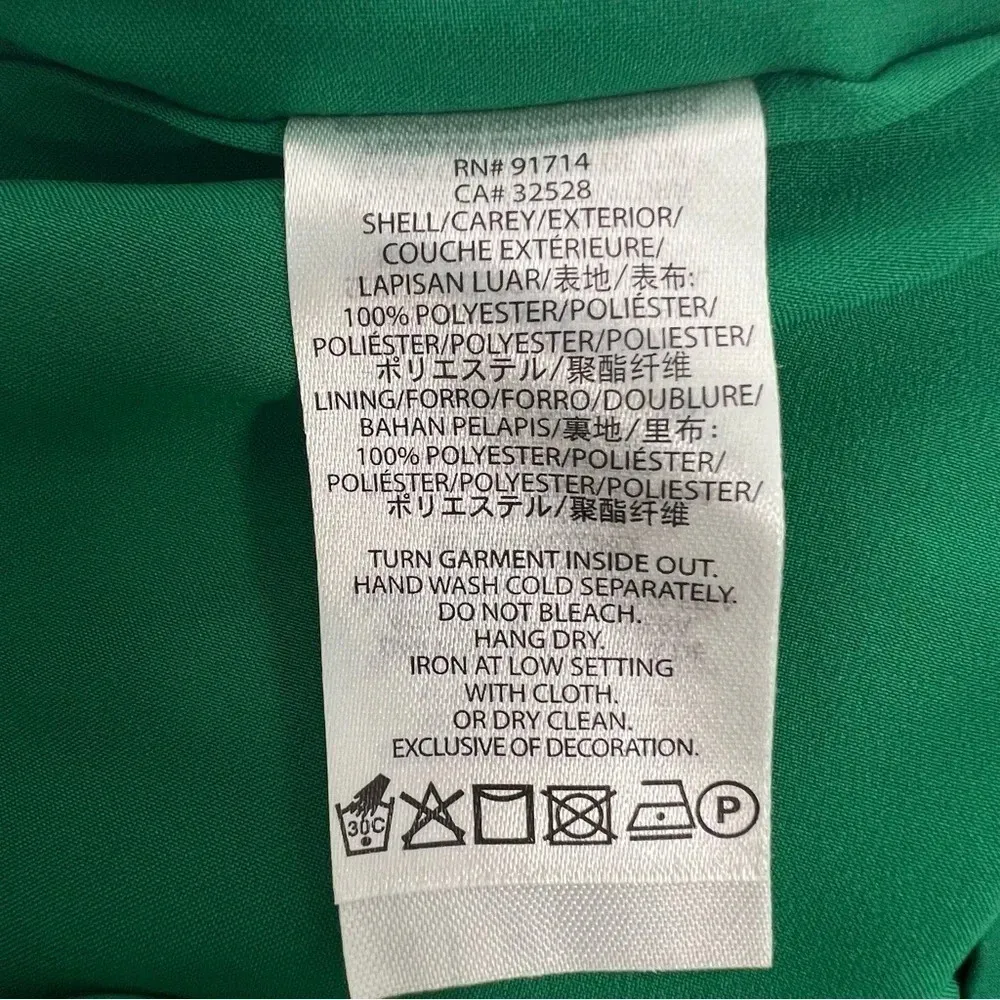 RN# 91714
CA# 32528
SHELL/CAREY/EXTERIOR/
COUCHE EXTÉRIEURE/
LAPISAN LUAR/表地/表布:
100% POLYESTER/POLIÉSTER/
POLIÉSTER/POLYESTER/POLIESTER/
ポリエステル/聚酯纤维
LINING/FORRO/FORRO/DOUBLURE/
BAHAN PELAPIS/裏地/里布:
100% POLYESTER/POLIÉSTER/
POLIÉSTER/POLYESTER/POLIESTER/
ポリエステル/聚酯纤维
TURN GARMENT INSIDE OUT.
HAND WASH COLD SEPARATELY.
DO NOT BLEACH.
HANG DRY.
IRON AT LOW SETTING
WITH CLOTH.
OR DRY CLEAN.
EXCLUSIVE OF DECORATION.
30C P